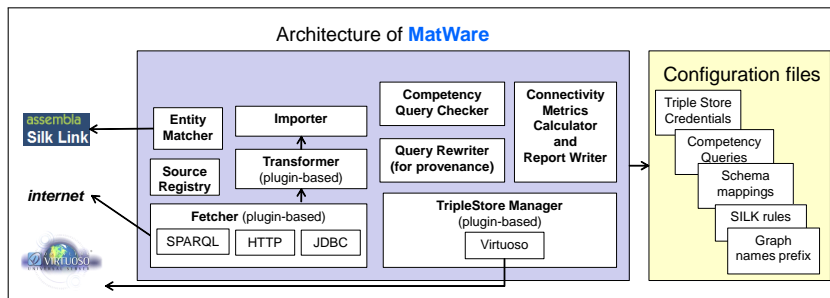 Architecture of MatWare
assembla
Silk Link
internet
VIRTUOSO
UNIVERSAL SERVER
Entity
Matcher
Source
Registry
Importer
Transformer
(plugin-based)
Fetcher (plugin-based)
SPARQL
HTTP
JDBC
Competency
Query Checker
Query Rewriter
(for provenance)
Connectivity
Metrics
Calculator
and
Report Writer
TripleStore Manager
(plugin-based)
Virtuoso
Configuration files
Triple Store
Credentials
Competency
Queries
Schema
mappings
SILK rules
Graph
names prefix